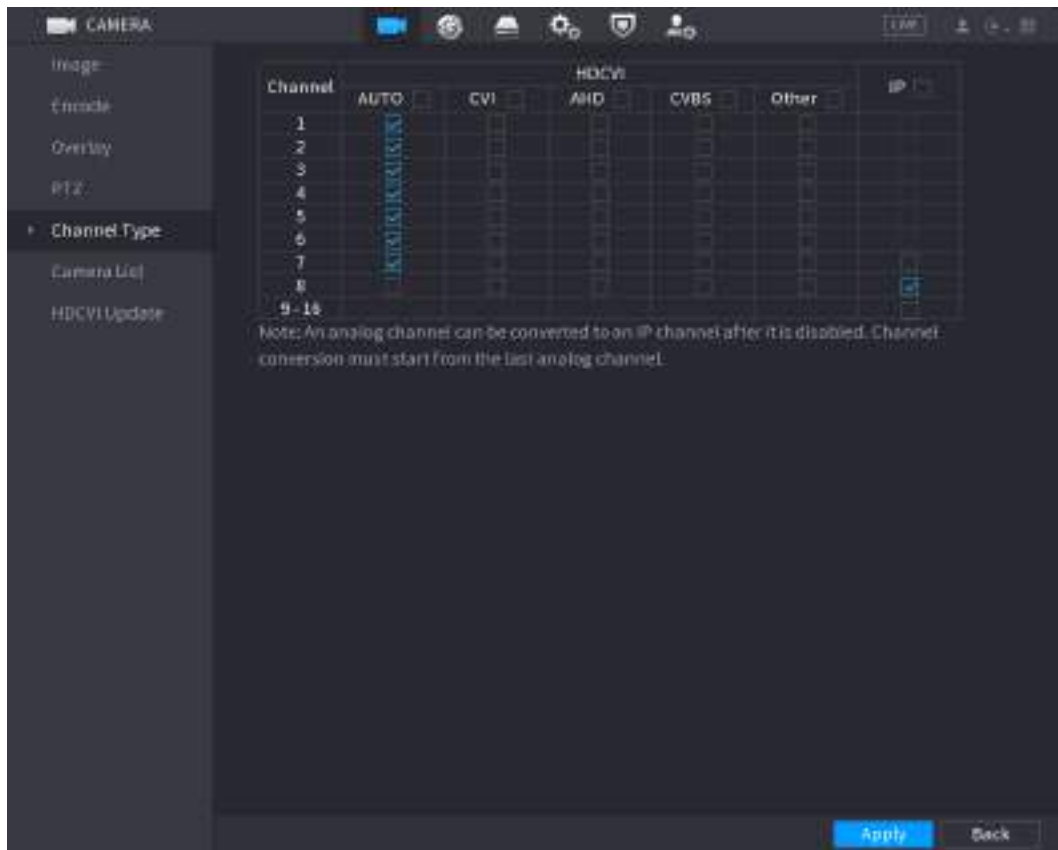 CAMERA
LIVE
Image
Encode
Overlay
PTZ
Channel Type
Camera List
HDCVI Update
Channel HDCVI IP
AUTO CVI AHD CVBS Other
1
2
3
4
5
6
7
8
9-16
Note: An analog channel can be converted to an IP channel after it is disabled. Channel
conversion must start from the last analog channel.
Apply Back